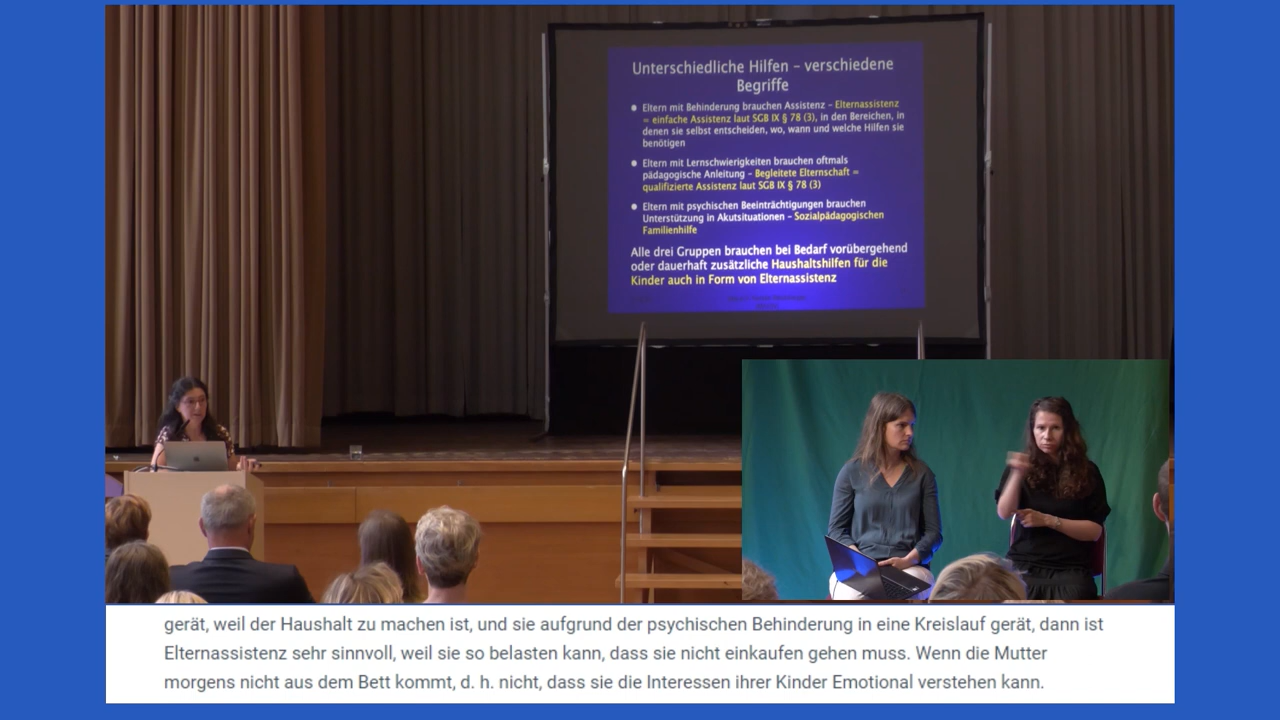 Unterschiedliche Hilfen – verschiedene
Begriffe
Eltern mit Behinderung brauchen Assistenz – Elternassistenz
= einfache Assistenz laut SGB IX § 78 (3), in den Bereichen, in
denen sie selbst entscheiden, wo, wann und welche Hilfen sie
benötigen
Eltern mit Lernschwierigkeiten brauchen oftmals
pädagogische Anleitung – Begleitete Elternschaft =
qualifizierte Assistenz laut SGB IX § 78 (3)
Eltern mit psychischen Beeinträchtigungen brauchen
Unterstützung in Akutsituationen – Sozialpädagogischen
Familienhilfe
Alle drei Gruppen brauchen bei Bedarf vorübergehend
oder dauerhaft zusätzliche Haushaltshilfen für die
Kinder auch in Form von Elternassistenz
gerät, weil der Haushalt zu machen ist, und sie aufgrund der psychischen Behinderung in eine Kreislauf gerät, dann ist
Elternassistenz sehr sinnvoll, weil sie so belasten kann, dass sie nicht einkaufen gehen muss. Wenn die Mutter
morgens nicht aus dem Bett kommt, d. h. nicht, dass sie die Interessen ihrer Kinder Emotional verstehen kann.